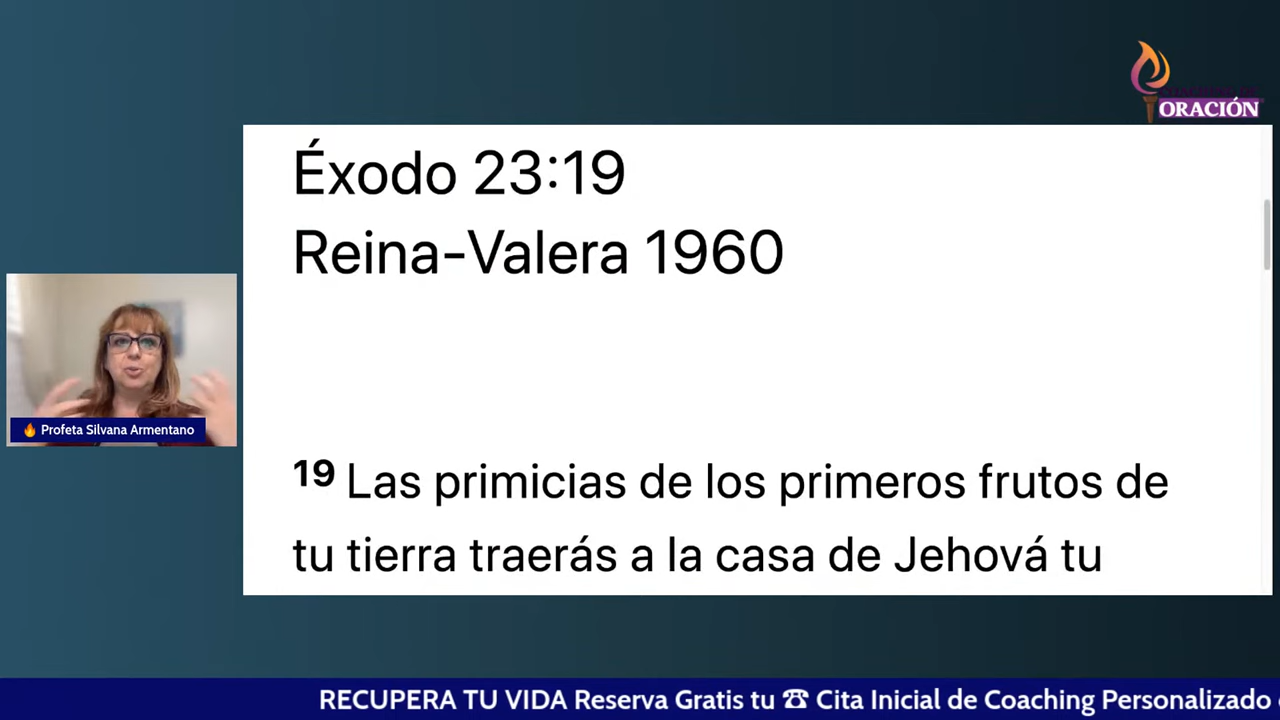 ORACIÓN
Éxodo 23:19
Reina-Valera 1960
🔥 Profeta Silvana Armentano
19 Las primicias de los primeros frutos de
tu tierra traerás a la casa de Jehová tu
RECUPERA TU VIDA Reserva Gratis tu ☎ Cita Inicial de Coaching Personalizado